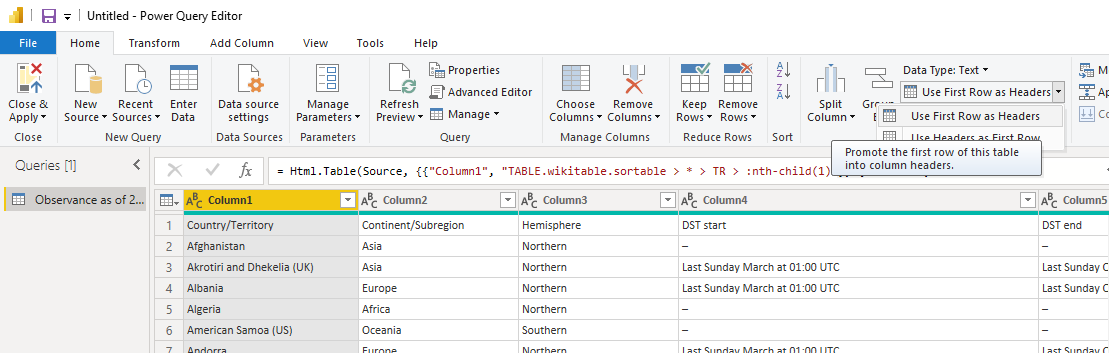 Untitled - Power Query Editor
File Home Transform Add Column View Tools Help
Close & Apply
New Source
Recent Sources
Enter Data
Data source settings
Manage Parameters
Refresh Preview
Properties
Advanced Editor
Manage
Choose Columns
Remove Columns
Keep Rows
Remove Rows
Split Column
Data Type: Text
Use First Row as Headers
Use First Row as Headers
Use Headers as First Row
Close New Query Data Sources Parameters Query Manage Columns Reduce Rows Sort
Promote the first row of this table
into column headers.
Queries [1]
= Html.Table(Source, {{"Column1", "TABLE.wikitable.sortable > * > TR > :nth-child(1)
Observance as of 2...
ABC Column1 ABC Column2 ABC Column3 ABC Column4 ABC Column5
1 Country/Territory Continent/Subregion Hemisphere DST start DST end
2 Afghanistan Asia Northern – –
3 Akrotiri and Dhekelia (UK) Asia Northern Last Sunday March at 01:00 UTC Last Sunday
4 Albania Europe Northern Last Sunday March at 01:00 UTC Last Sunday
5 Algeria Africa Northern – –
6 American Samoa (US) Oceania Southern – –
7 Andorra Europe Northern Last Sunday March at 01:00 UTC Last Sunday